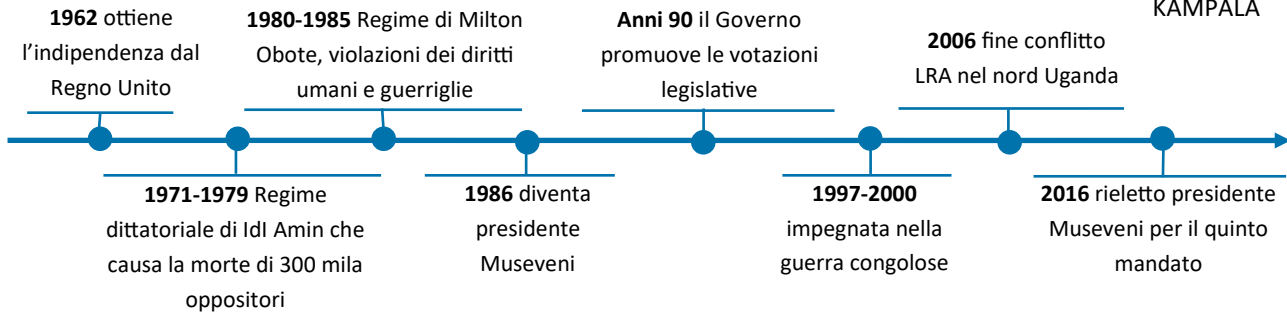 KAMPALA
1962 ottiene
l'indipendenza dal
Regno Unito
1980-1985 Regime di Milton
Obote, violazioni dei diritti
umani e guerriglie
Anni 90 il Governo
promuove le votazioni
legislative
2006 fine conflitto
LRA nel nord Uganda
1971-1979 Regime
dittatoriale di IdI Amin che
causa la morte di 300 mila
oppositori
1986 diventa
presidente
Museveni
1997-2000
impegnata nella
guerra congolose
2016 rieletto presidente
Museveni per il quinto
mandato